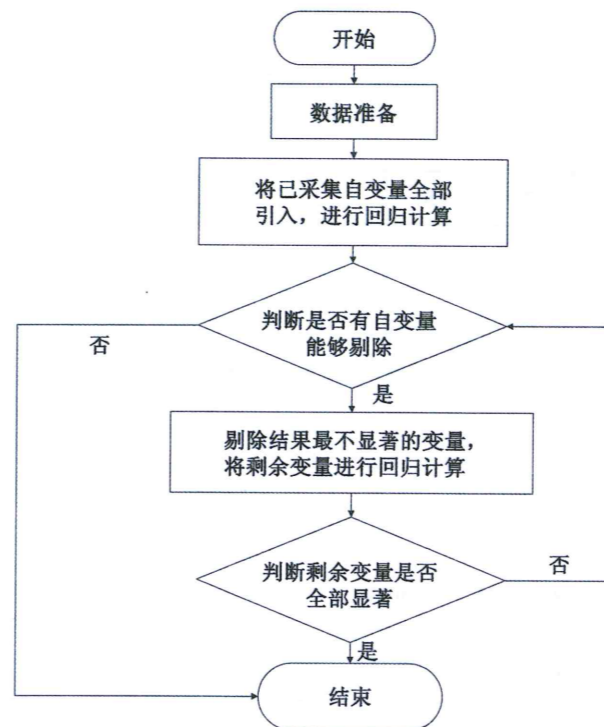 开始
数据准备
将已采集自变量全部
引入，进行回归计算
判断是否有自变量
能够剔除
否
是
剔除结果最不显著的变量，
将剩余变量进行回归计算
判断剩余变量是否
全部显著
否
是
结束